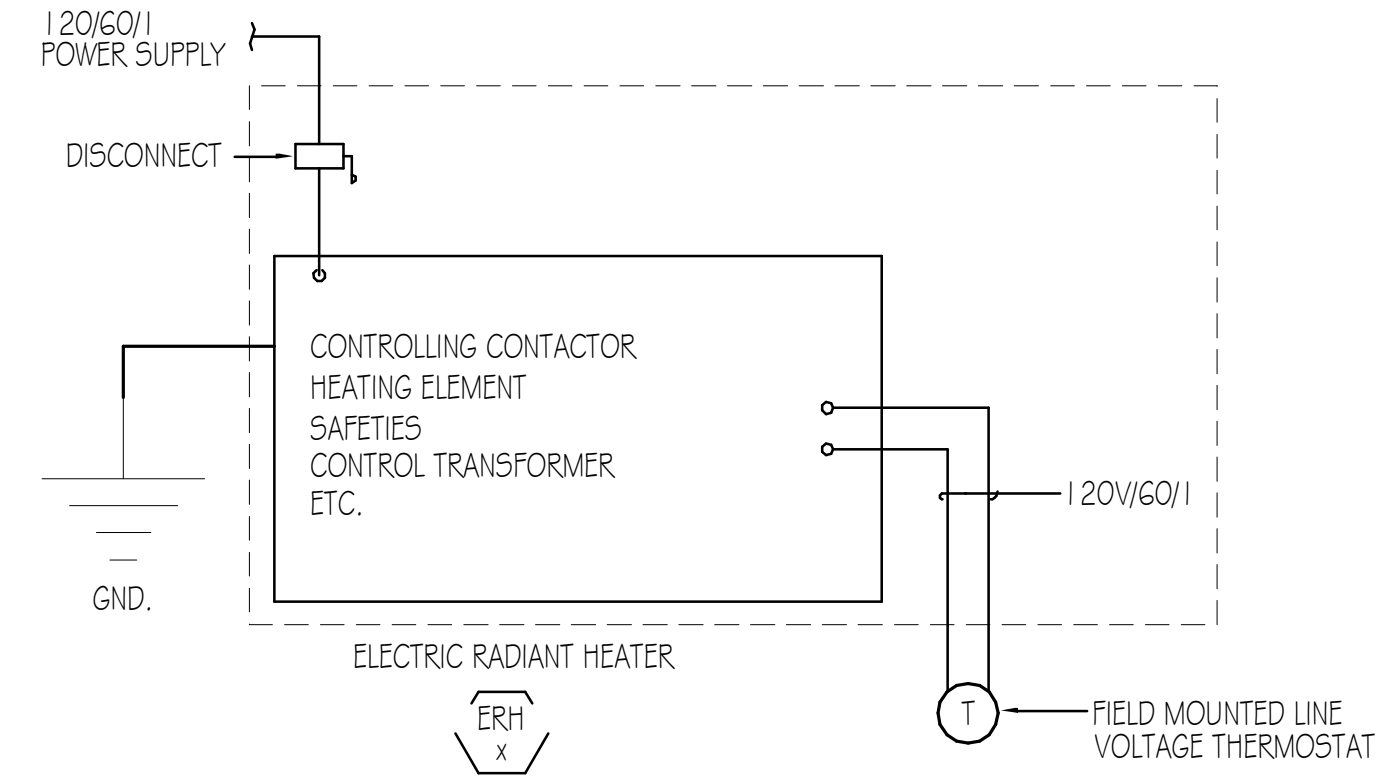 120/60/1
POWER SUPPLY
DISCONNECT
CONTROLLING CONTACTOR
HEATING ELEMENT
SAFETIES
CONTROL TRANSFORMER
ETC.
120V/60/1
GND.
ELECTRIC RADIANT HEATER
ERH
X
T
FIELD MOUNTED LINE
VOLTAGE THERMOSTAT